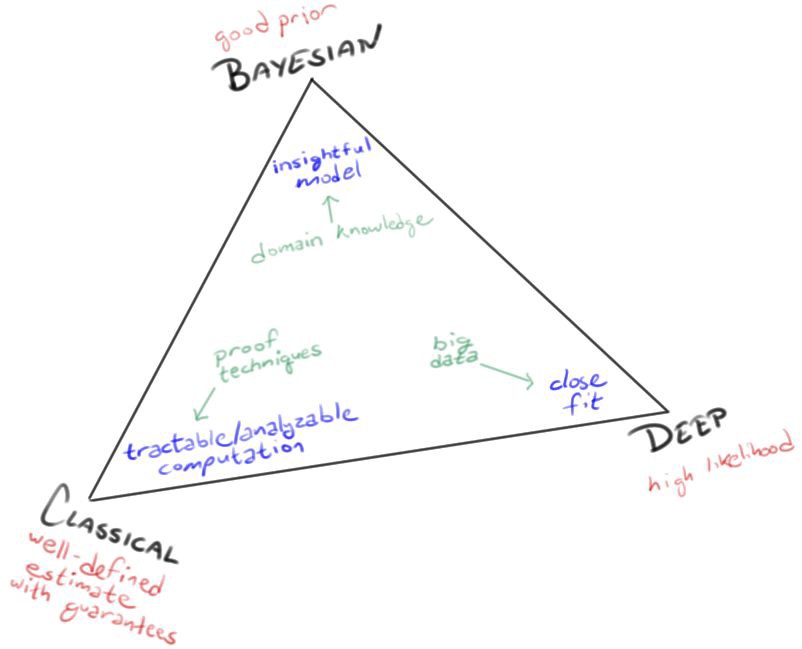 good prior
BAYESIAN
insightful
model
domain knowledge
proof
techniques
big
data
close
fit
tractable/analyzable
computation
DEEP
high likelihood
CLASSICAL
well-defined
estimate
with guarantees